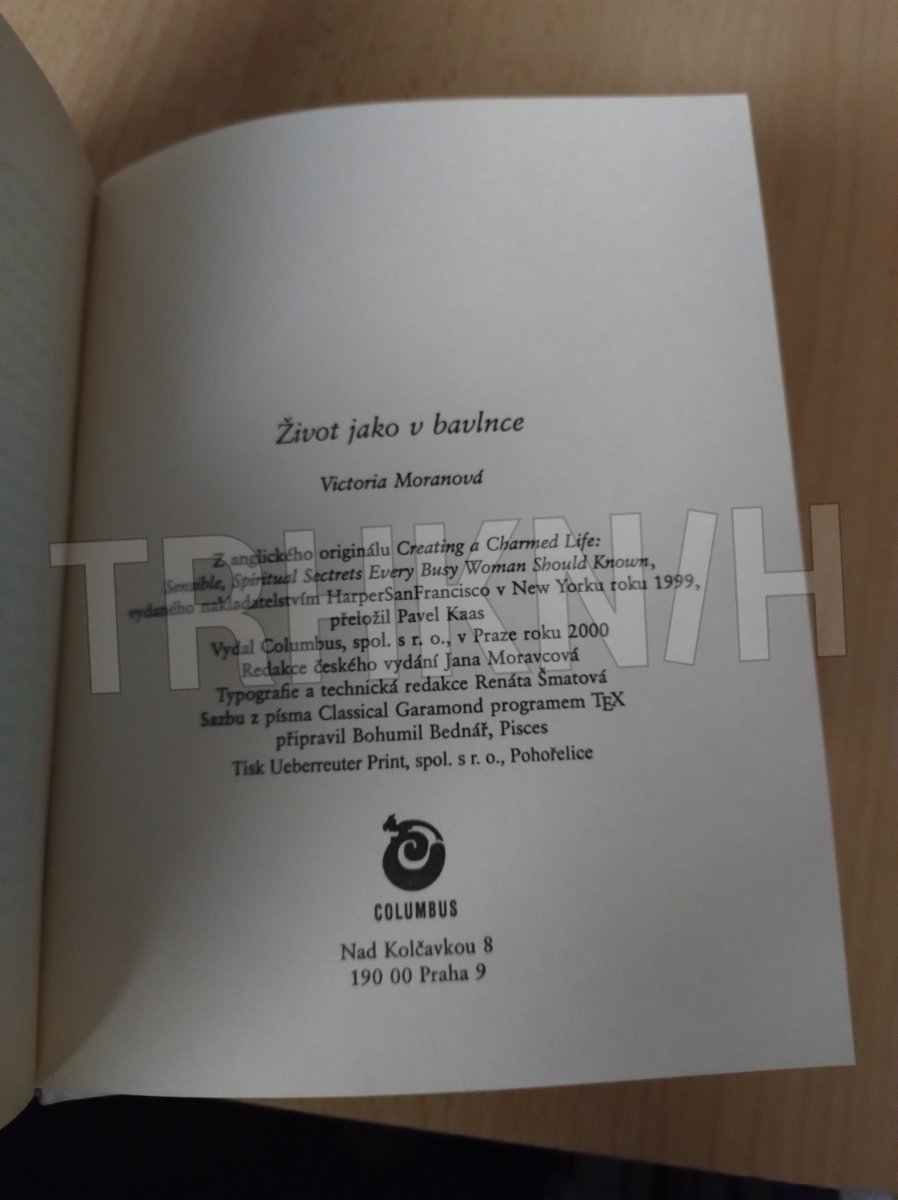 Život jako v bavlnce
Victoria Moranová
Z anglického originálu Creating a Charmed Life:
Sensible, Spiritual Sectrets Every Busy Woman Should Known,
vydaného nakladatelstvím HarperSanFrancisco v New Yorku roku 1999,
přeložil Pavel Kaas
Vydal Columbus, spol. s r. o., v Praze roku 2000
Redakce českého vydání Jana Moravcová
Typografie a technická redakce Renáta Šmatová
Sazbu z písma Classical Garamond programem TEX
připravil Bohumil Bednář, Pisces
Tisk Ueberreuter Print, spol. s r. o., Pohořelice
COLUMBUS
Nad Kolčavkou 8
190 00 Praha 9
TRHKNIH